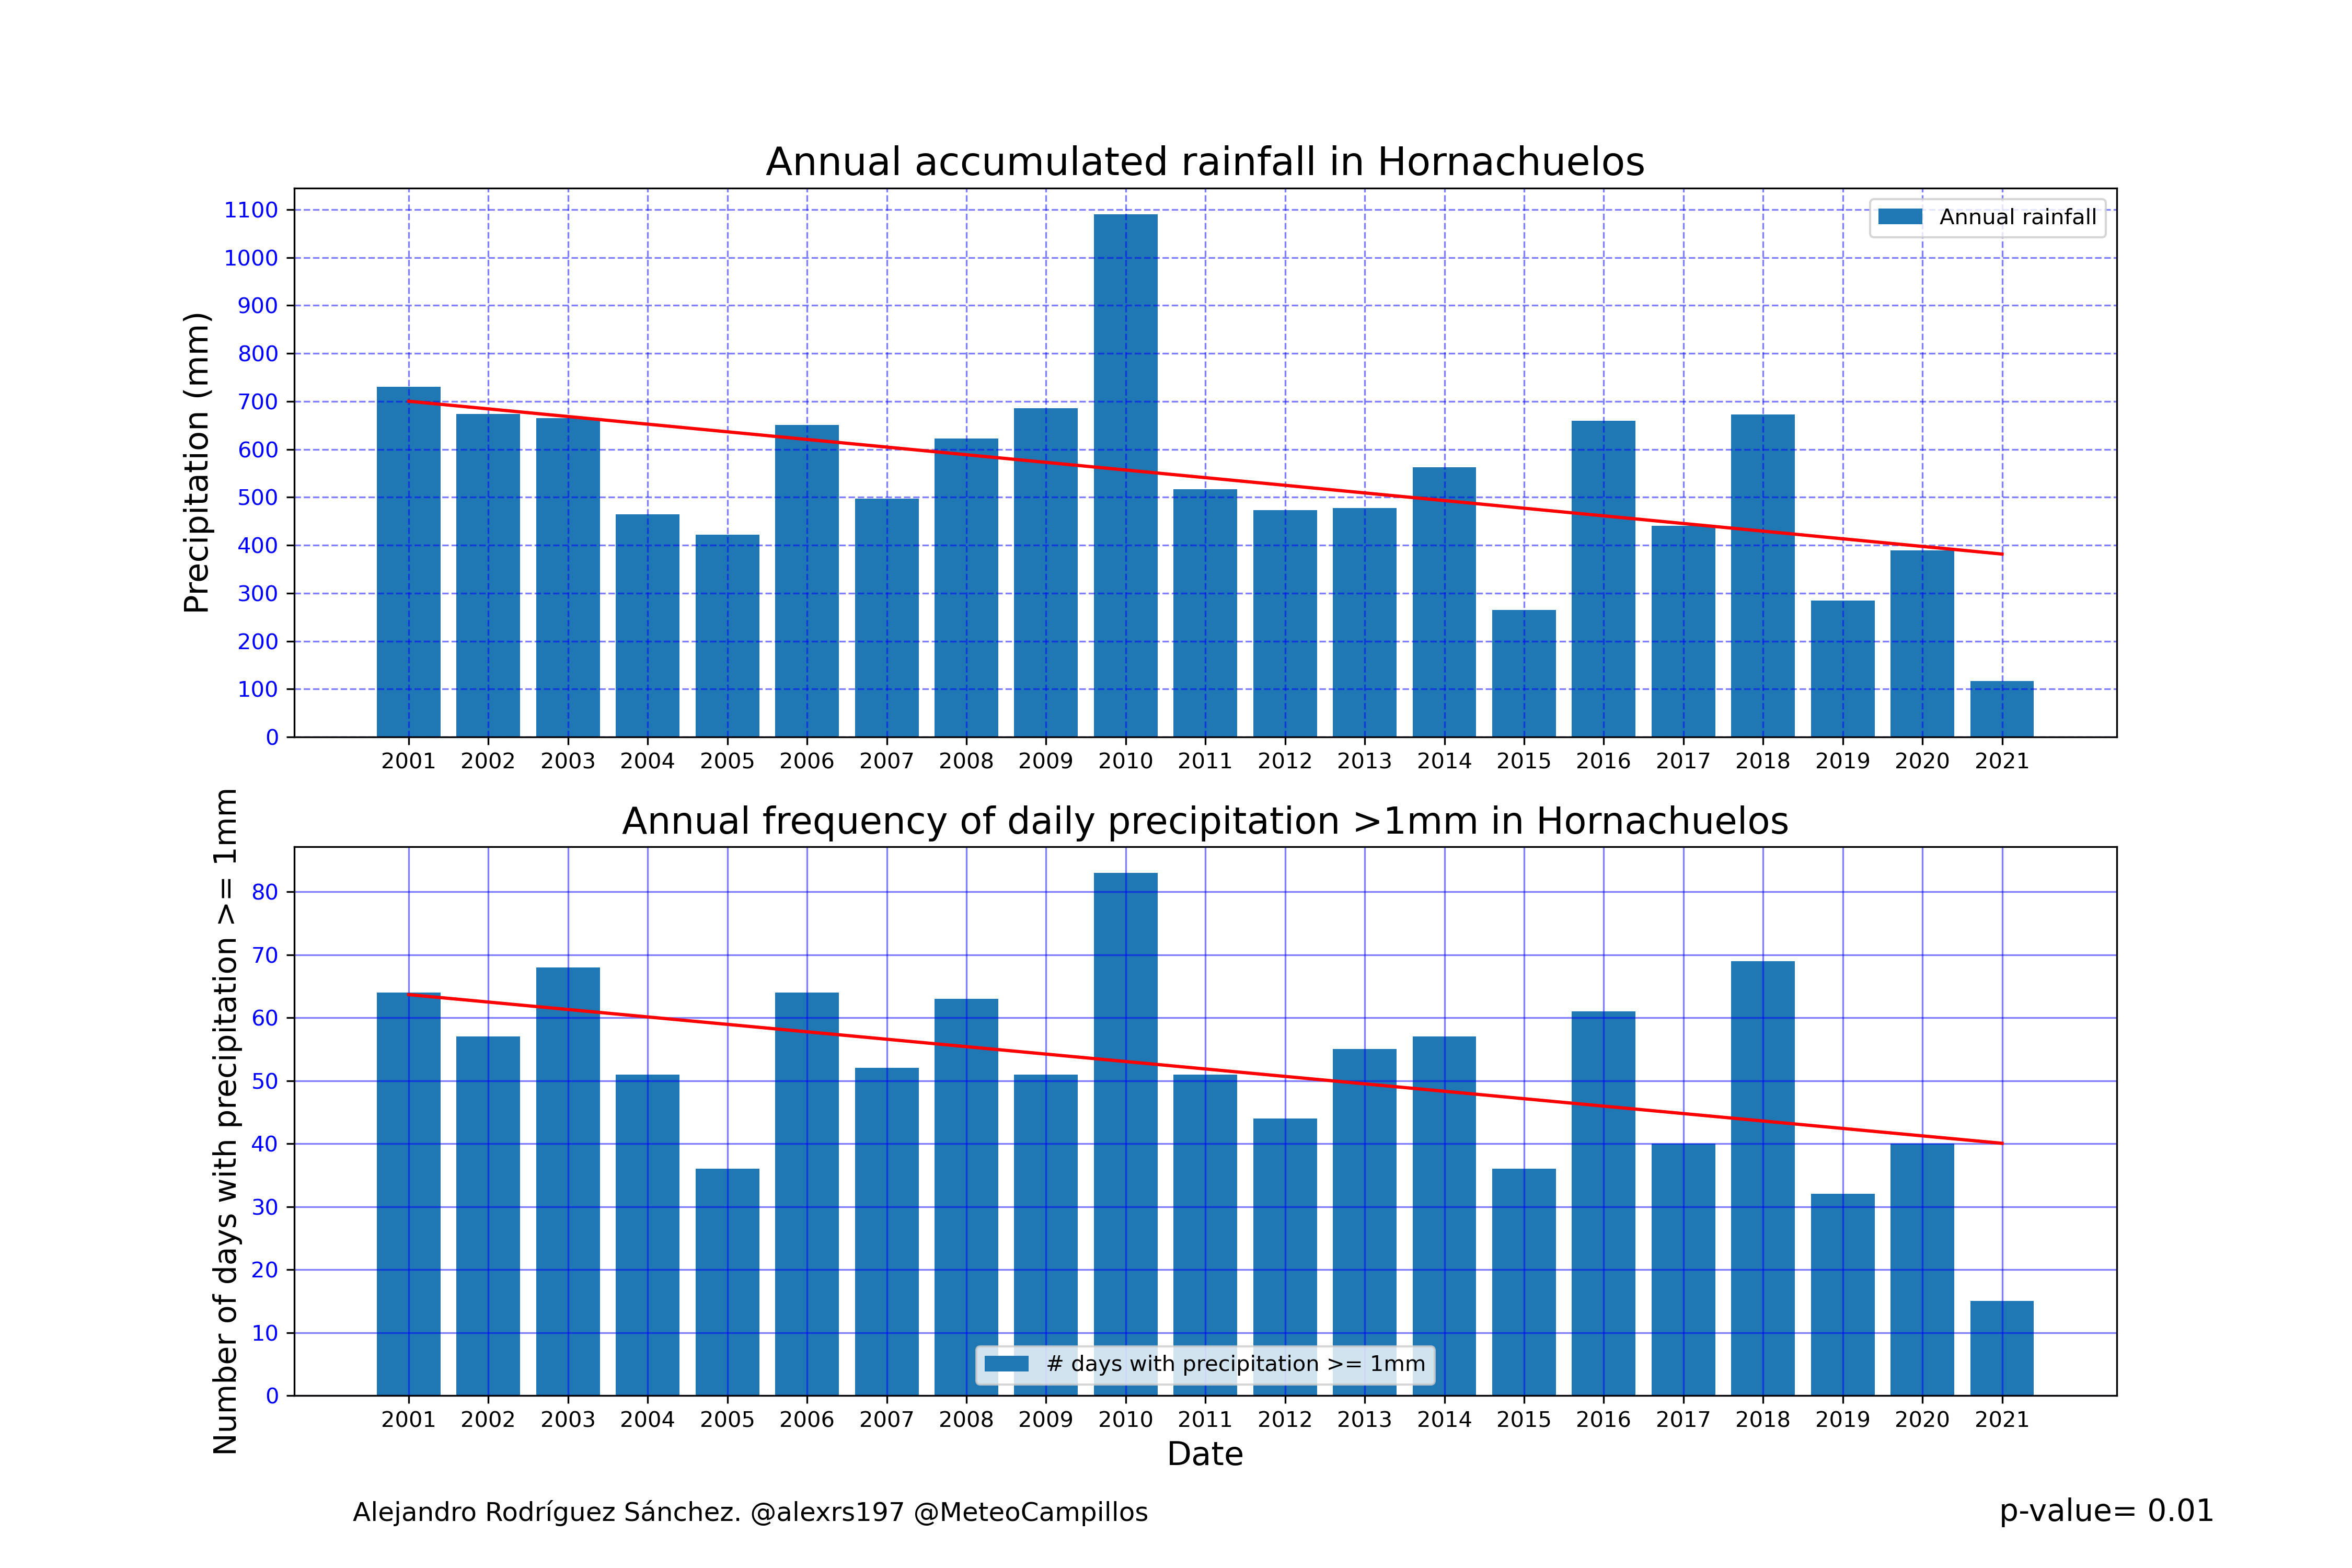 Annual accumulated rainfall in Hornachuelos
Precipitation (mm)
1100
1000
900
800
700
600
500
400
300
200
100
0
Annual rainfall
2001 2002 2003 2004 2005 2006 2007 2008 2009 2010 2011 2012 2013 2014 2015 2016 2017 2018 2019 2020 2021
Annual frequency of daily precipitation >1mm in Hornachuelos
Number of days with precipitation >= 1mm
80
70
60
50
40
30
20
10
0
# days with precipitation >= 1mm
2001 2002 2003 2004 2005 2006 2007 2008 2009 2010 2011 2012 2013 2014 2015 2016 2017 2018 2019 2020 2021
Date
Alejandro Rodríguez Sánchez. @alexrs197 @MeteoCampillos
p-value= 0.01